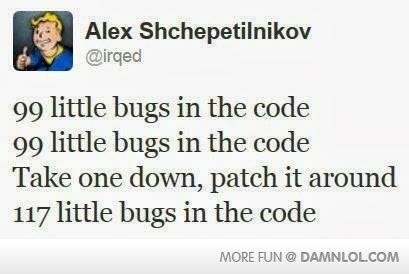 Alex Shchepetilnikov
@irqed
99 little bugs in the code
99 little bugs in the code
Take one down, patch it around
117 little bugs in the code
MORE FUN @ DAMNLOL.COM